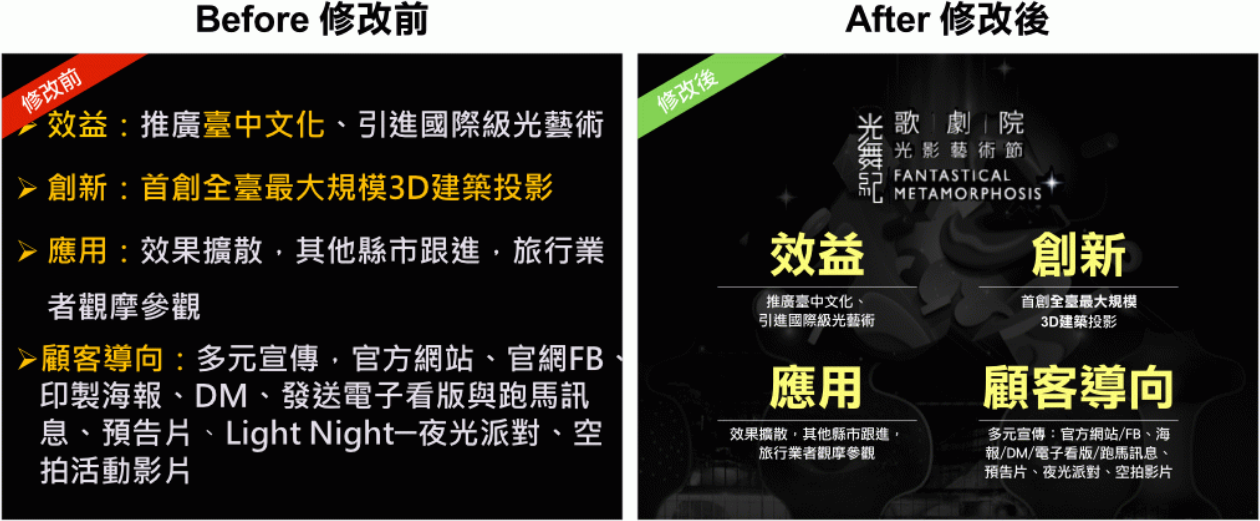 Before 修改前
After 修改後
修改前
➢ 效益：推廣臺中文化、引進國際級光藝術
➢ 創新：首創全臺最大規模3D建築投影
➢ 應用：效果擴散，其他縣市跟進，旅行業
者觀摩參觀
➢ 顧客導向：多元宣傳，官方網站、官網FB、
印製海報、DM、發送電子看版與跑馬訊
息、預告片、Light Night—夜光派對、空
拍活動影片
修改後
光舞記
歌劇院
光影藝術節
FANTASTICAL
METAMORPHOSIS
效益
推廣臺中文化、
引進國際級光藝術
創新
首創全臺最大規模
3D建築投影
應用
效果擴散，其他縣市跟進，
旅行業者觀摩參觀
顧客導向
多元宣傳：官方網站/FB、海
報/DM/電子看版/跑馬訊息、
預告片、夜光派對、空拍影片